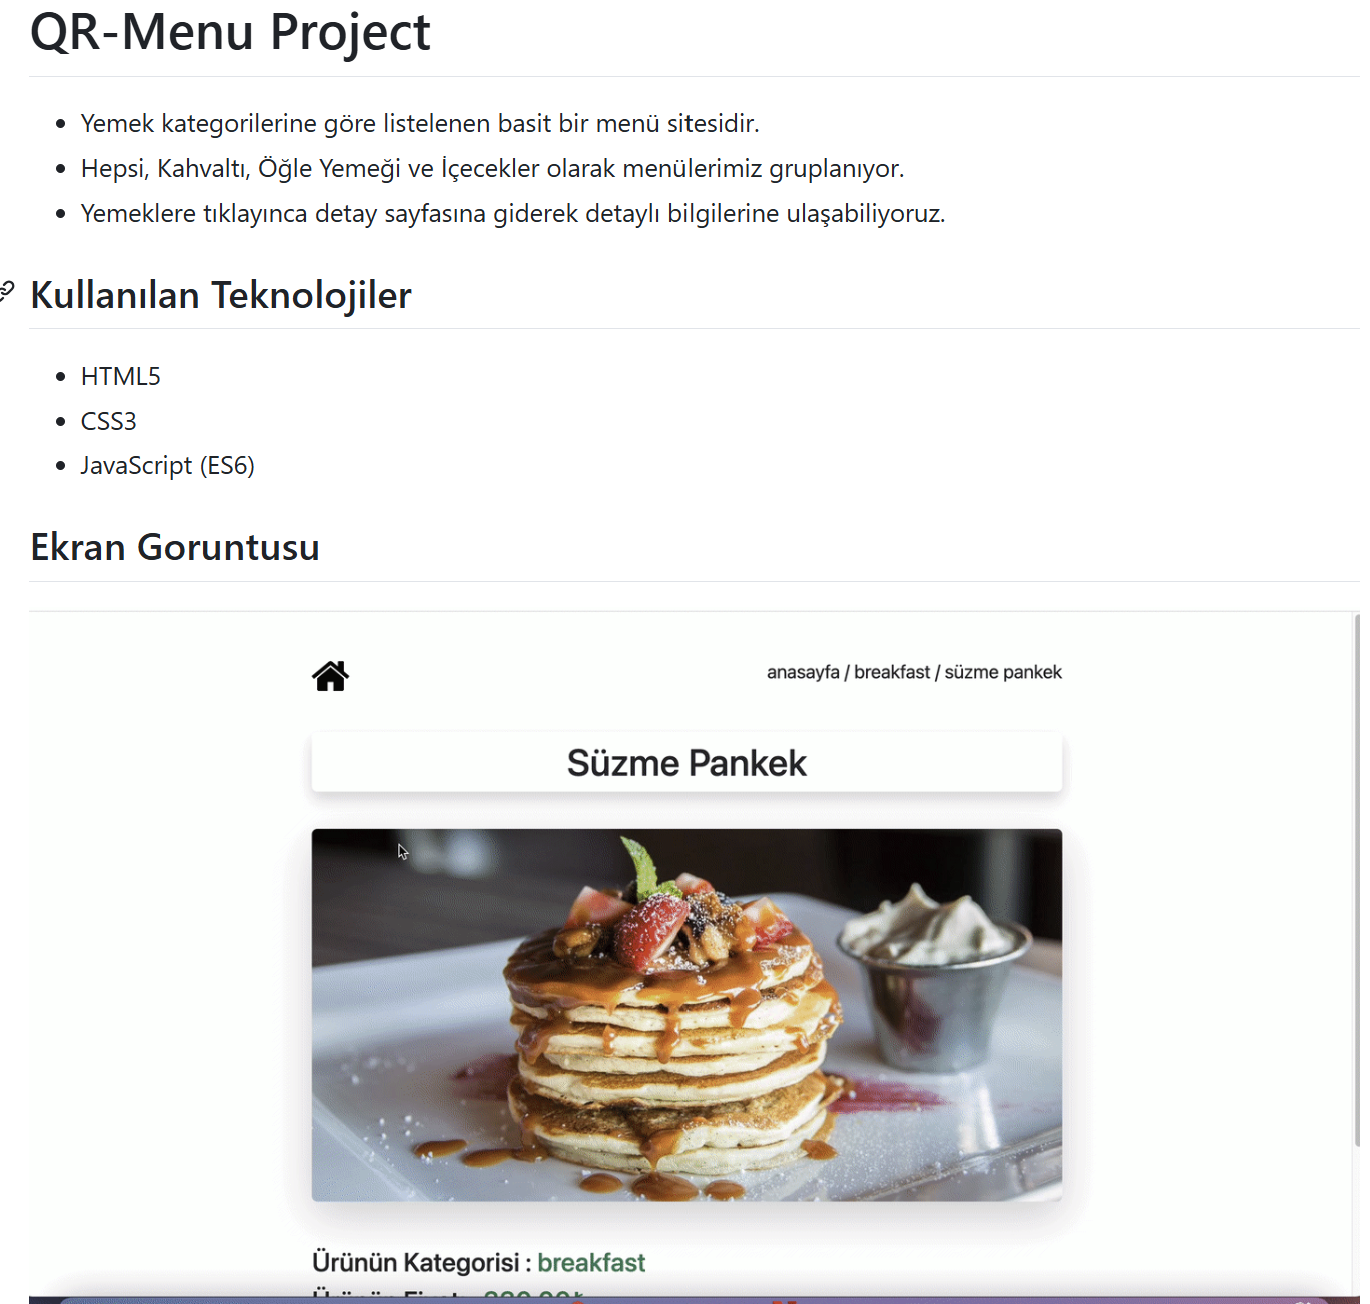 QR-Menu Project
Yemek kategorilerine göre listelenen basit bir menü sitesidir.
Hepsi, Kahvaltı, Öğle Yemeği ve İçecekler olarak menülerimiz gruplanıyor.
Yemeklere tıklayınca detay sayfasına giderek detaylı bilgilerine ulaşabiliyoruz.
Kullanılan Teknolojiler
HTML5
CSS3
JavaScript (ES6)
Ekran Goruntusu
anasayfa / breakfast / süzme pankek
Süzme Pankek
Ürünün Kategorisi : breakfast